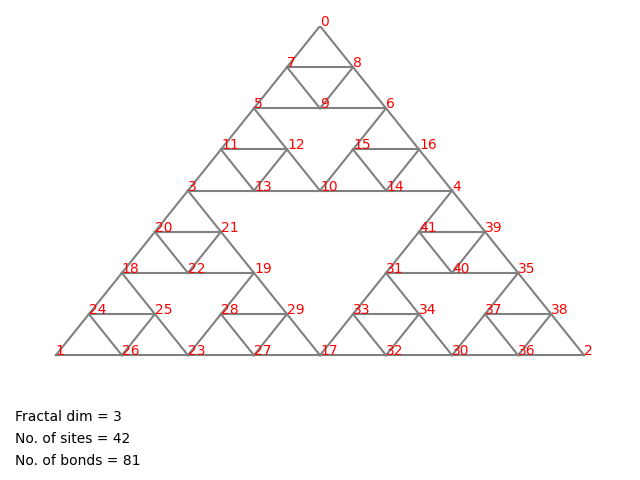 0
7 8
5 9 6
11 12 15 16
3 13 10 14 4
20 21 41 39
18 22 19 31 40 35
24 25 28 29 33 34 37 38
1 26 23 27 17 32 30 36 2
Fractal dim = 3
No. of sites = 42
No. of bonds = 81